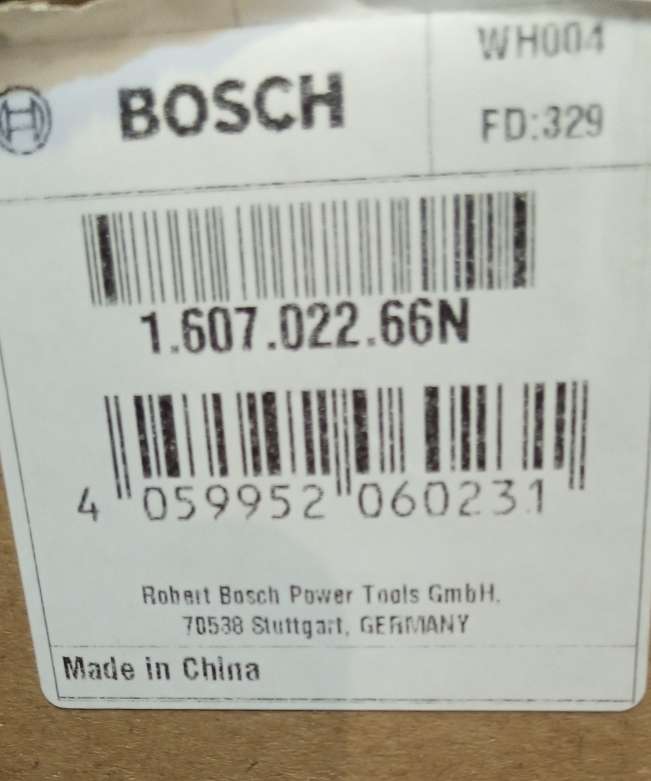 BOSCH
WH004
FD:329
1.607.022.66N
4 059952 060231
Robert Bosch Power Tools GmbH.
70538 Stuttgart, GERMANY
Made in China